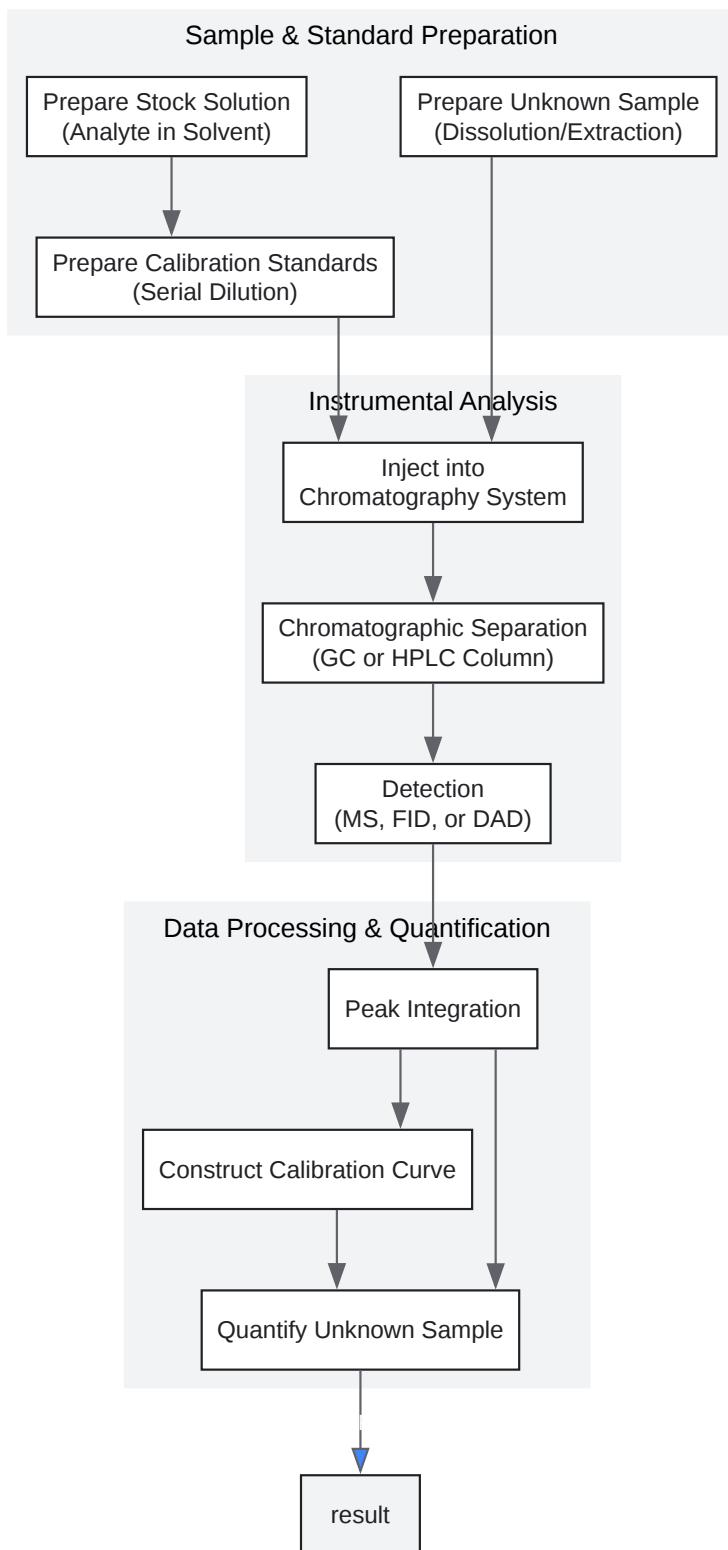 Sample & Standard Preparation
Prepare Stock Solution
(Analyte in Solvent)
Prepare Unknown Sample
(Dissolution/Extraction)
Prepare Calibration Standards
(Serial Dilution)
Instrumental Analysis
Inject into
Chromatography System
Chromatographic Separation
(GC or HPLC Column)
Detection
(MS, FID, or DAD)
Data Processing & Quantification
Peak Integration
Construct Calibration Curve
Quantify Unknown Sample
result